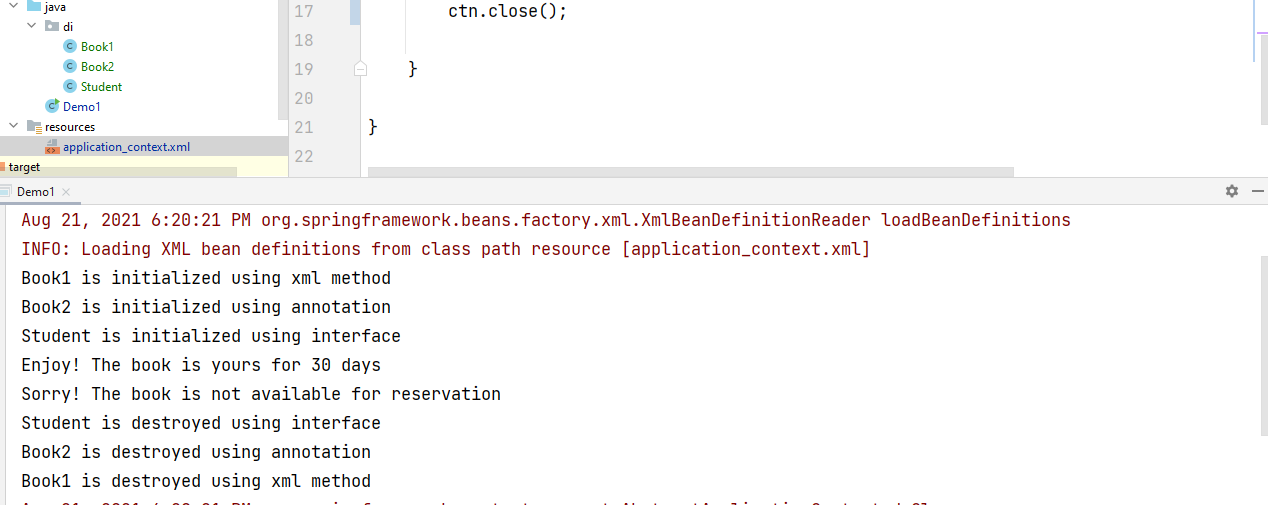 java
di
Book1
Book2
Student
Demo1
resources
application_context.xml
target
17 ctn.close();
18
19 }
20
21 }
22
Demo1
Aug 21, 2021 6:20:21 PM org.springframework.beans.factory.xml.XmlBeanDefinitionReader loadBeanDefinitions
INFO: Loading XML bean definitions from class path resource [application_context.xml]
Book1 is initialized using xml method
Book2 is initialized using annotation
Student is initialized using interface
Enjoy! The book is yours for 30 days
Sorry! The book is not available for reservation
Student is destroyed using interface
Book2 is destroyed using annotation
Book1 is destroyed using xml method